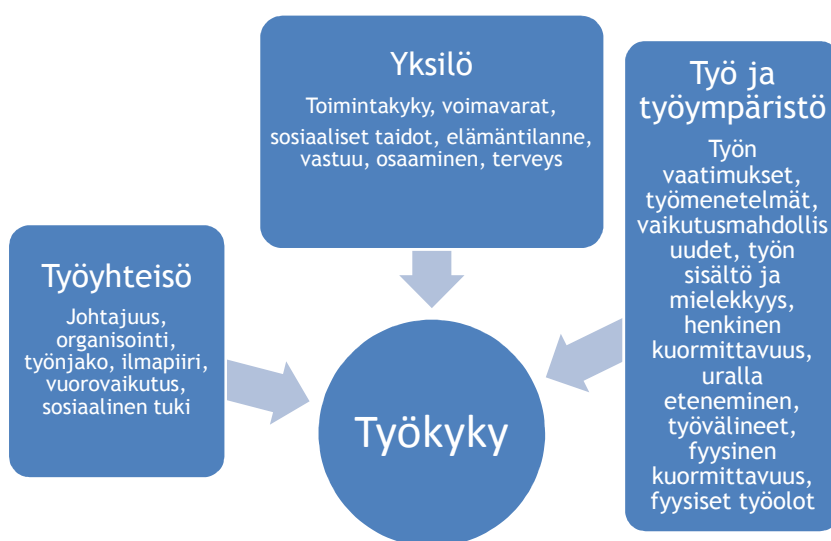 Yksilö
Toimintakyky, voimavarat,
sosiaaliset taidot, elämäntilanne,
vastuu, osaaminen, terveys
Työ ja
työympäristö
Työn
vaatimukset,
työmenetelmät,
vaikutusmahdollis
uudet, työn
sisältö ja
mielekkyys,
henkinen
kuormittavuus,
uralla
eteneminen,
työvälineet,
fyysinen
kuormittavuus,
fyysiset työolot
Työyhteisö
Johtajuus,
organisointi,
työnjako, ilmapiiri,
vuorovaikutus,
sosiaalinen tuki
Työkyky